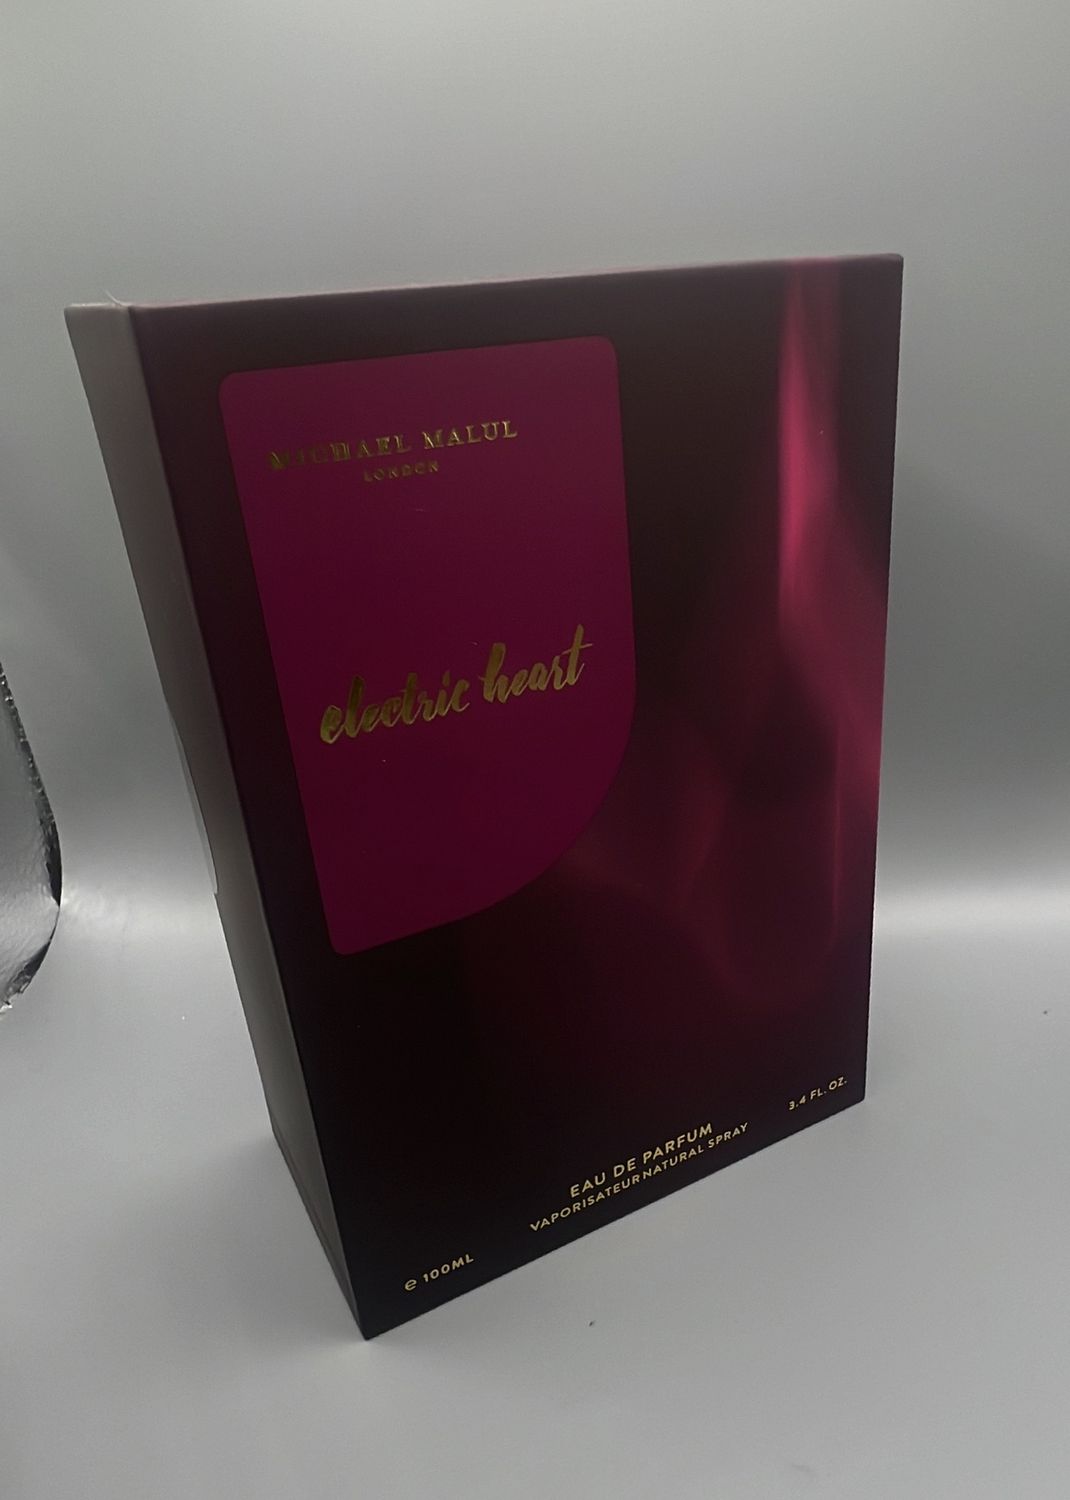 MICHAEL MALUL
LONDON
electric heart
EAU DE PARFUM
VAPORISATEUR NATURAL SPRAY
3.4 FL. OZ.
e 100ML